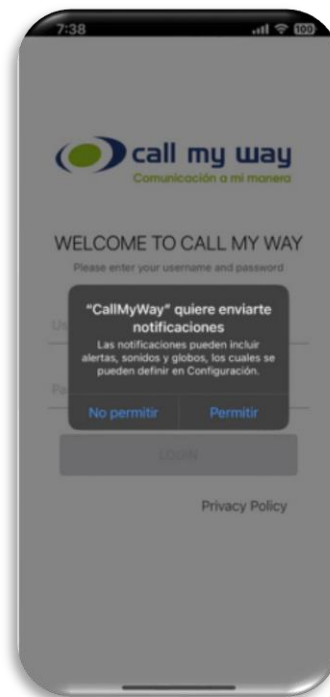 7:38
100
call my way
Comunicación a mi manera
WELCOME TO CALL MY WAY
Please enter your username and password
Us
"CallMyWay" quiere enviarte
notificaciones
Las notificaciones pueden incluir
alertas, sonidos y globos, los cuales se
pueden definir en Configuración.
Pa
No permitir Permitir
LOGIN
Privacy Policy